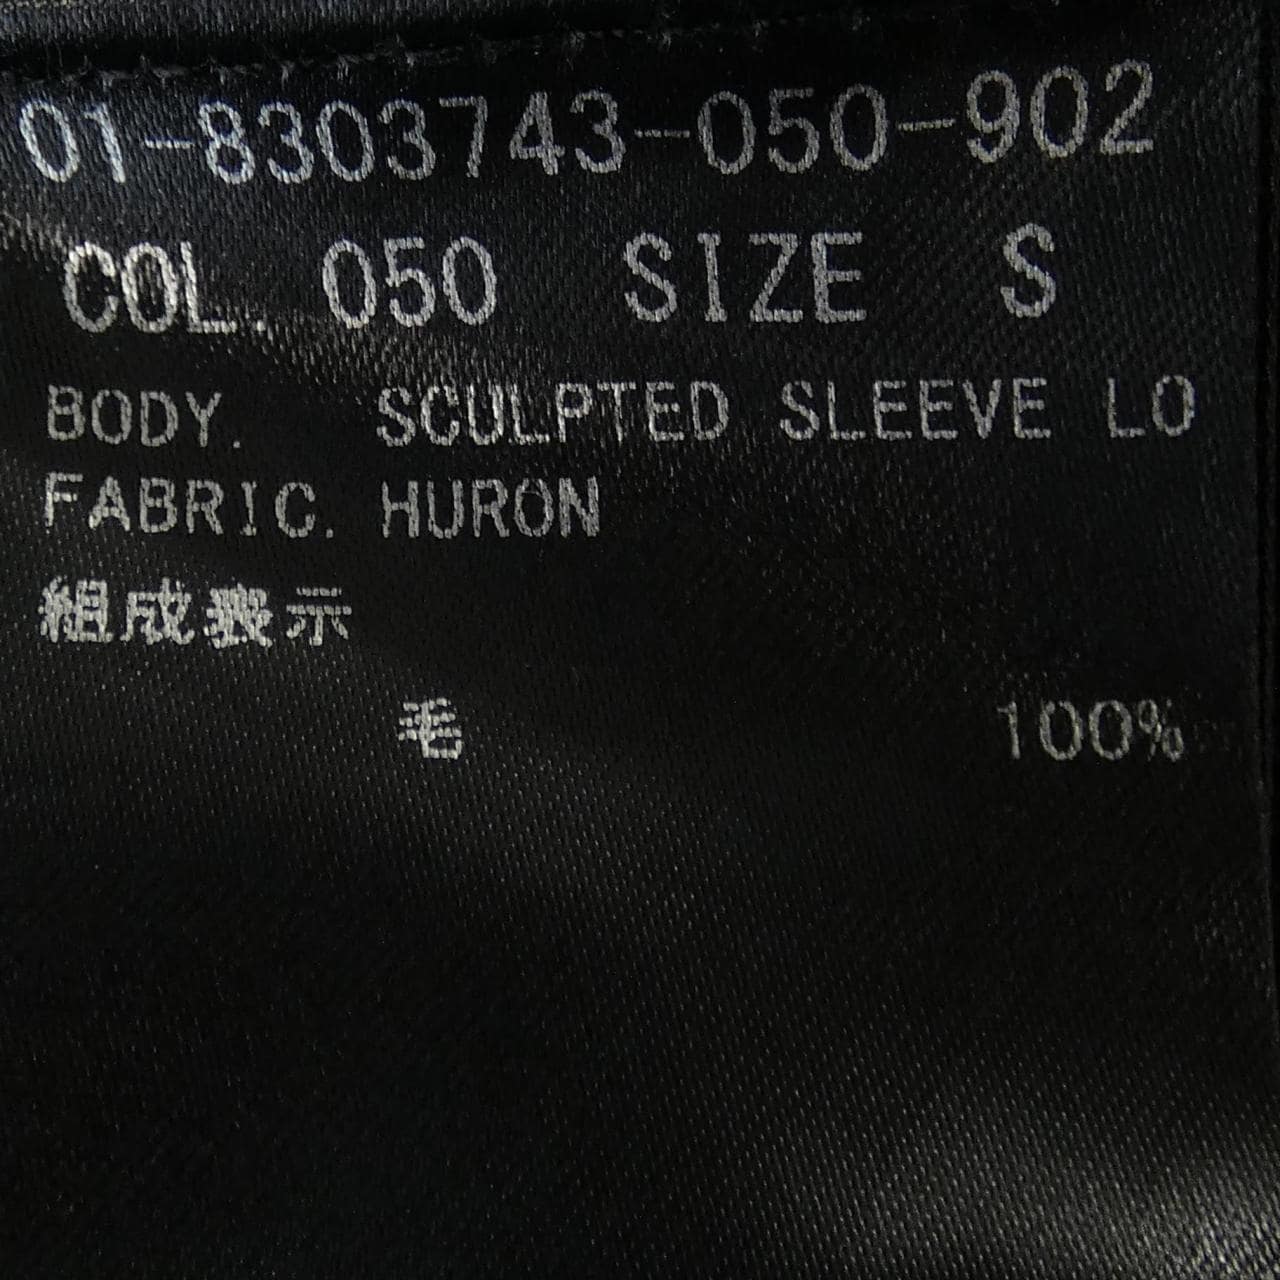 01-8303743-050-902
COL. 050 SIZE S
BODY. SCULPTED SLEEVE LO
FABRIC. HURON
組成表示
毛 100%